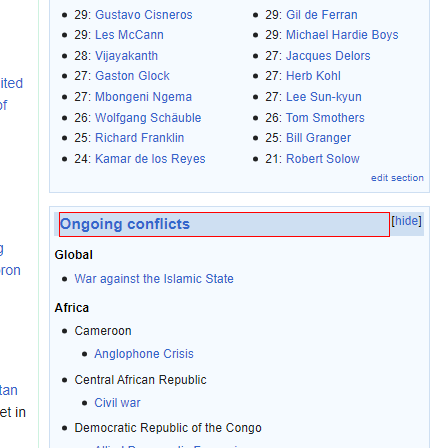 29: Gustavo Cisneros
29: Gil de Ferran
29: Les McCann
29: Michael Hardie Boys
28: Vijayakanth
27: Jacques Delors
27: Gaston Glock
27: Herb Kohl
27: Mbongeni Ngema
27: Lee Sun-kyun
26: Wolfgang Schäuble
26: Tom Smothers
25: Richard Franklin
25: Bill Granger
24: Kamar de los Reyes
21: Robert Solow
edit section
Ongoing conflicts [hide]
Global
War against the Islamic State
Africa
Cameroon
Anglophone Crisis
Central African Republic
Civil war
Democratic Republic of the Congo
et in